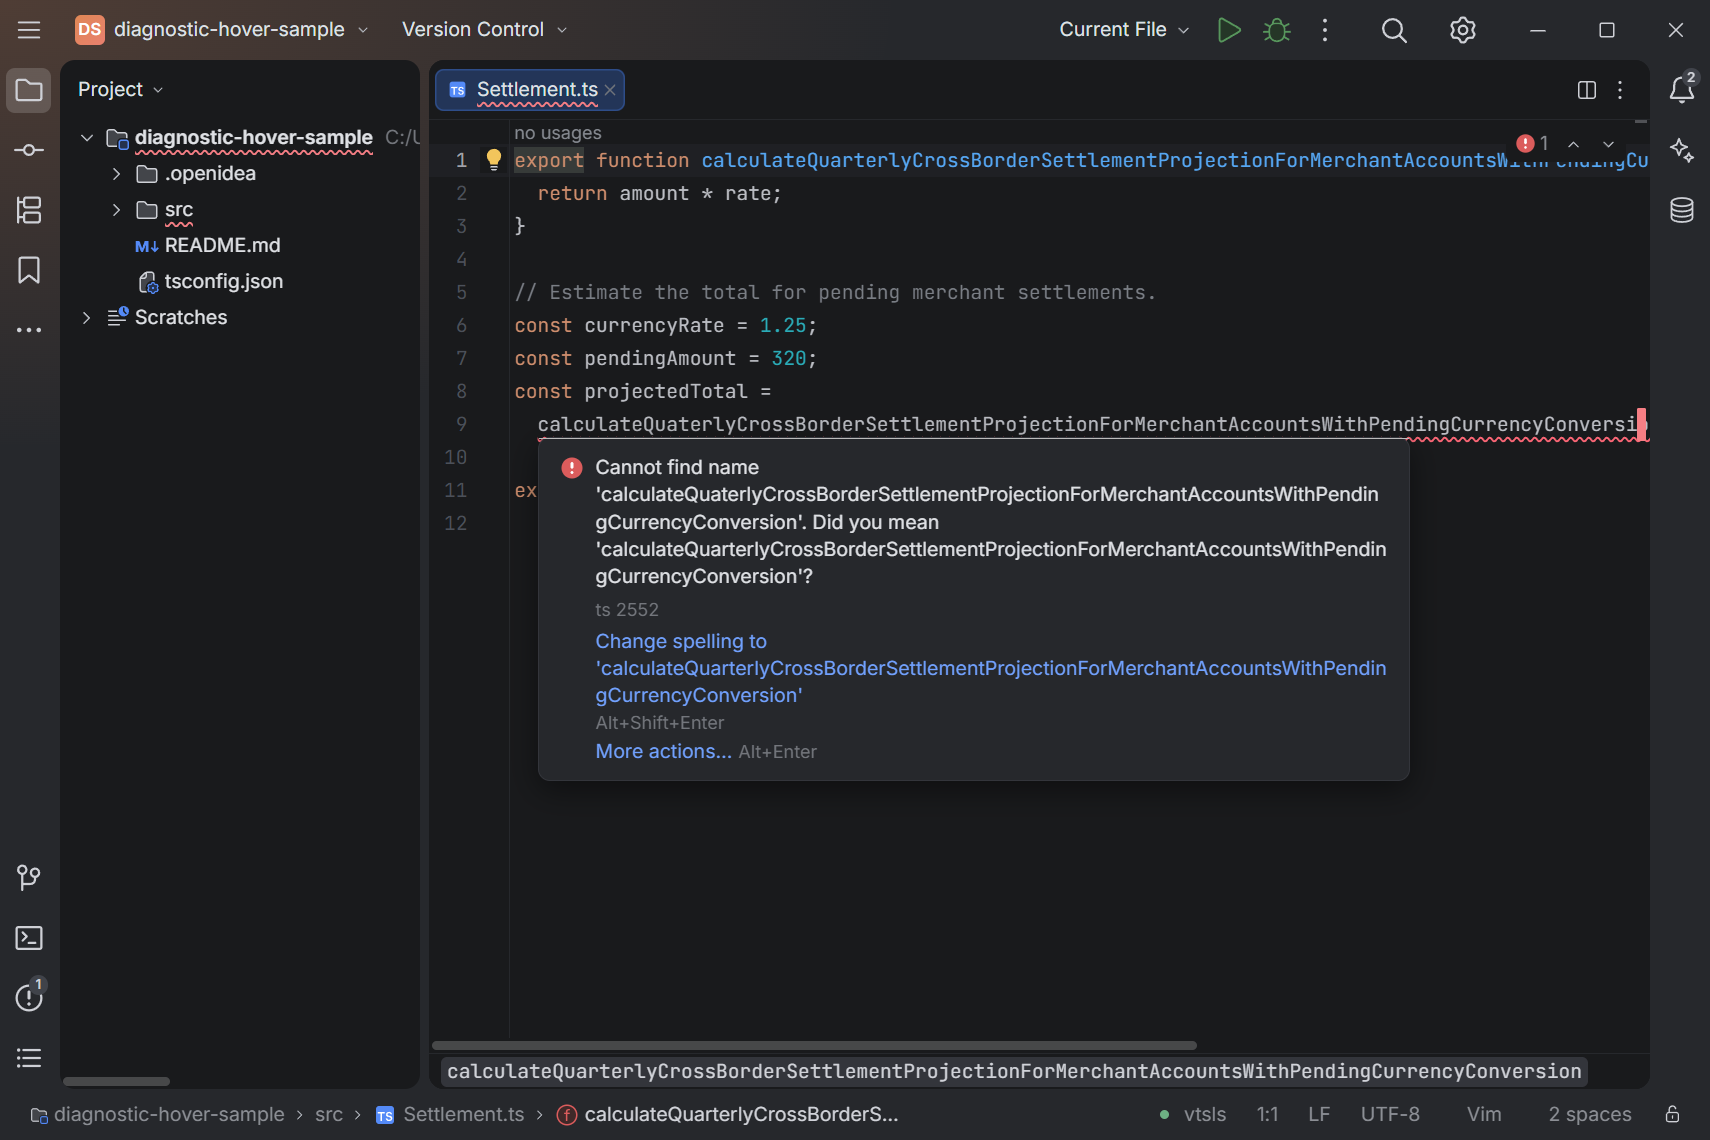 DS diagnostic-hover-sample Version Control Current File
Project
Settlement.ts
2
diagnostic-hover-sample C:/U
.openidea
src
README.md
tsconfig.json
Scratches
no usages
1
1 export function calculateQuarterlyCrossBorderSettlementProjectionForMerchantAccountsWithPendingCu
2 return amount * rate;
3 }
4
5 // Estimate the total for pending merchant settlements.
6 const currencyRate = 1.25;
7 const pendingAmount = 320;
8 const projectedTotal =
9 calculateQuaterlyCrossBorderSettlementProjectionForMerchantAccountsWithPendingCurrencyConversi
10
11 ex
12
Cannot find name
'calculateQuaterlyCrossBorderSettlementProjectionForMerchantAccountsWithPendin
gCurrencyConversion'. Did you mean
'calculateQuarterlyCrossBorderSettlementProjectionForMerchantAccountsWithPendin
gCurrencyConversion'?
ts 2552
Change spelling to
'calculateQuarterlyCrossBorderSettlementProjectionForMerchantAccountsWithPendin
gCurrencyConversion'
Alt+Shift+Enter
More actions... Alt+Enter
1
calculateQuarterlyCrossBorderSettlementProjectionForMerchantAccountsWithPendingCurrencyConversion
diagnostic-hover-sample › src › TS Settlement.ts › f calculateQuarterlyCrossBorderS... vtsls 1:1 LF UTF-8 Vim 2 spaces